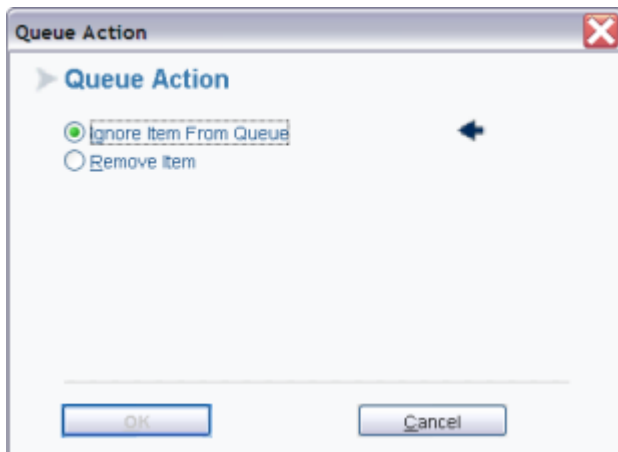 Queue Action
Queue Action
Ignore Item From Queue
Remove Item
OK
Cancel